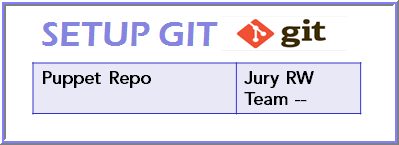 SETUP GIT git
Puppet Repo Jury RW
Team --